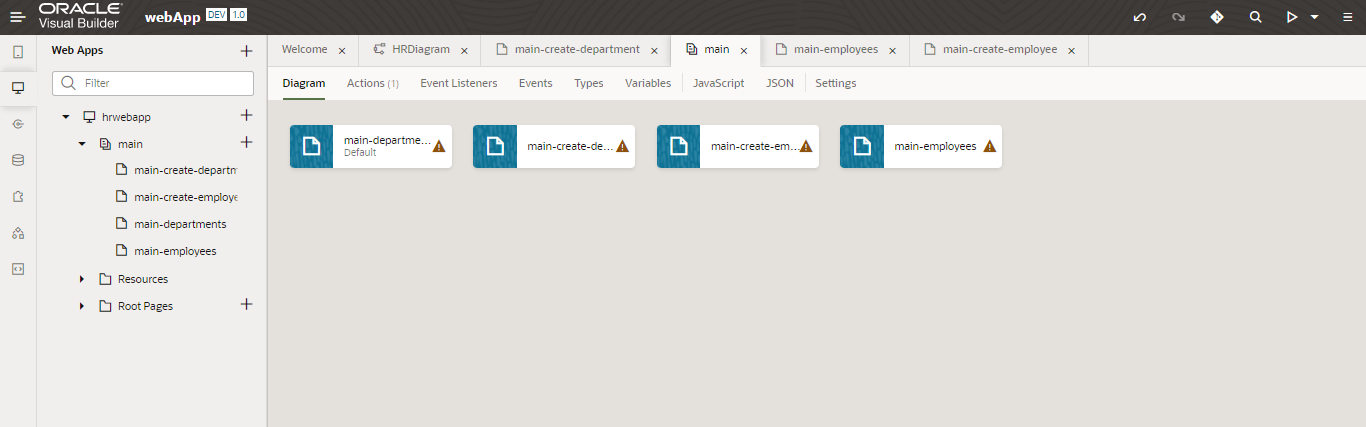 ORACLE
Visual Builder
webApp DEV 1.0
Web Apps
Filter
hrwebapp
main
main-create-departm
main-create-employe
main-departments
main-employees
Resources
Root Pages
Welcome
HRDiagram
main-create-department
main
main-employees
main-create-employee
Diagram
Actions (1)
Event Listeners
Events
Types
Variables
JavaScript
JSON
Settings
main-departme...
Default
main-create-de...
main-create-em...
main-employees